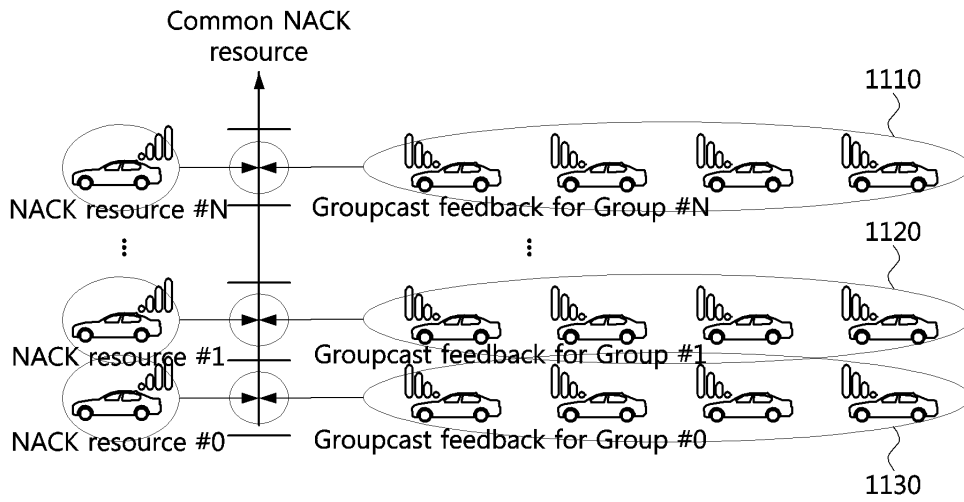 Common NACK
resource
1110
NACK resource #N
Groupcast feedback for Group #N
1120
NACK resource #1
Groupcast feedback for Group #1
NACK resource #0
Groupcast feedback for Group #0
1130